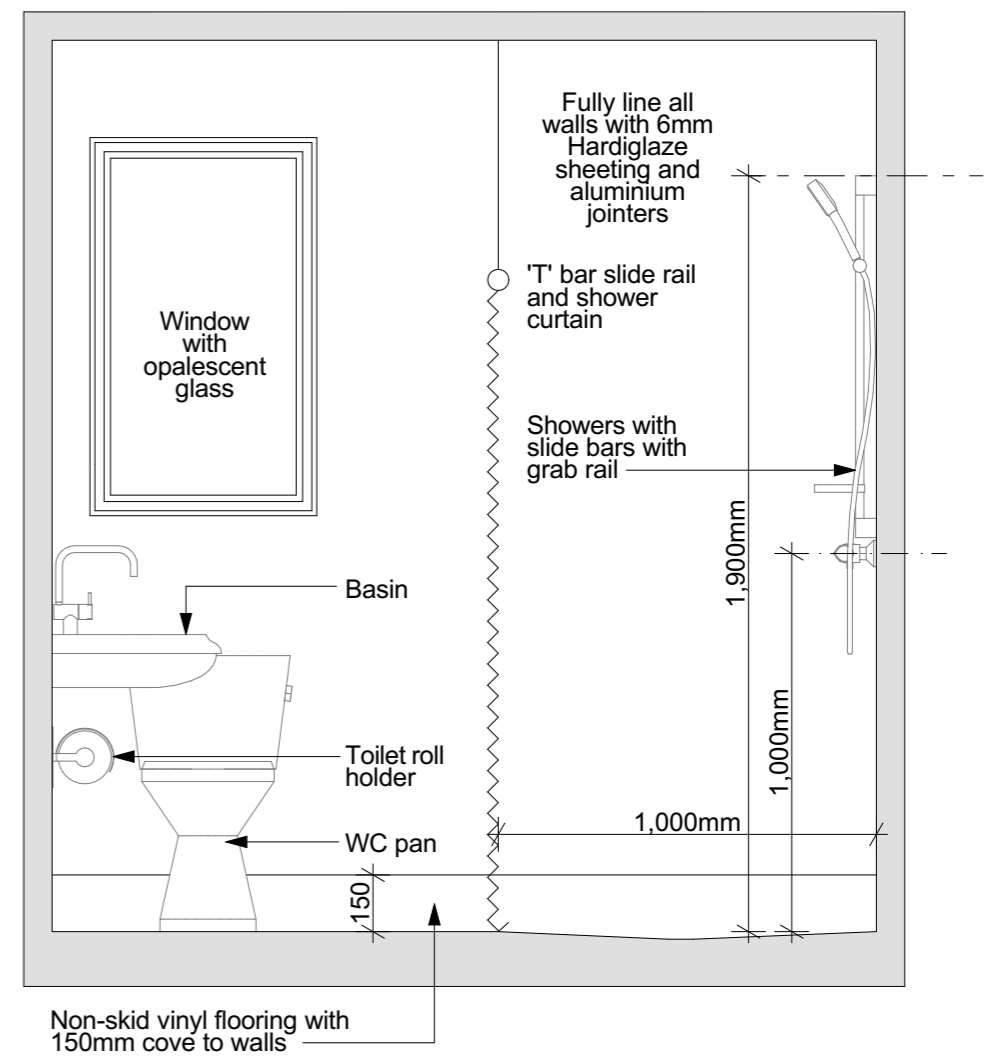 Fully line all
walls with 6mm
Hardiglaze
sheeting and
aluminium
jointers
'T' bar slide rail
and shower
curtain
Window
with
opalescent
glass
Showers with
slide bars with
grab rail
1,900mm
Basin
1,000mm
Toilet roll
holder
1,000mm
WC pan
150
Non-skid vinyl flooring with
150mm cove to walls